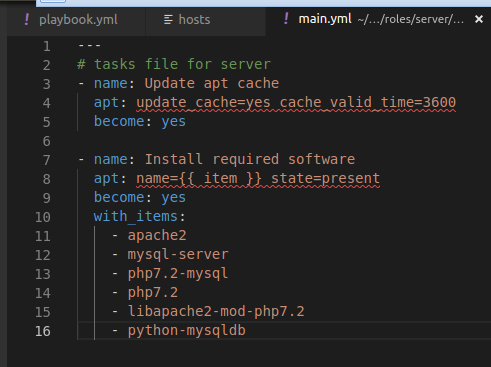 ! playbook.yml hosts ! main.yml ~/.../roles/server/... ×
1 ---
2 # tasks file for server
3 - name: Update apt cache
4 apt: update_cache=yes cache_valid_time=3600
5 become: yes
6
7 - name: Install required software
8 apt: name={{ item }} state=present
9 become: yes
10 with_items:
11 - apache2
12 - mysql-server
13 - php7.2-mysql
14 - php7.2
15 - libapache2-mod-php7.2
16 - python-mysqldb